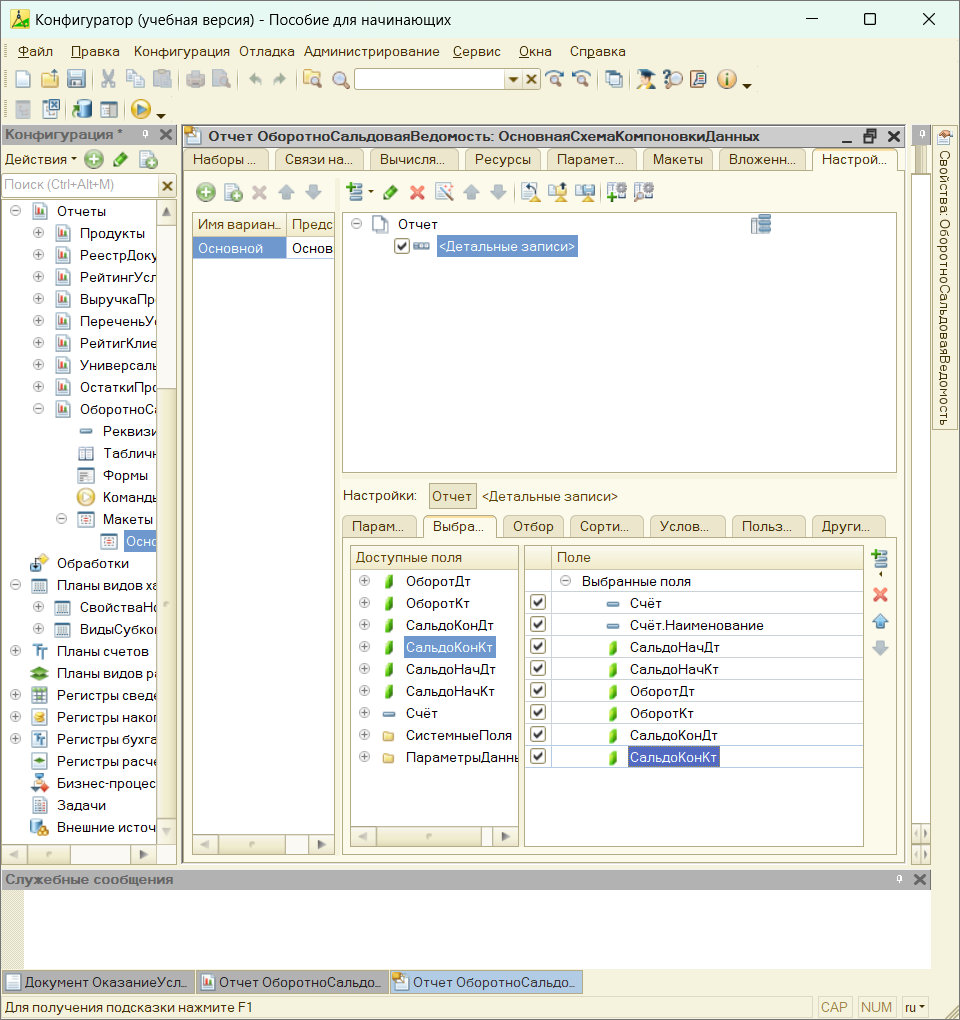 Конфигуратор (учебная версия) - Пособие для начинающих
Файл Правка Конфигурация Отладка Администрирование Сервис Окна Справка
Конфигурация *
Действия
Поиск (Ctrl+Alt+M)
Отчеты
Продукты
РеестрДоку
РейтингУсл
ВыручкаПр
ПереченьУ
РейтигКлие
Универсаль
ОстаткиПро
ОборотноСа
Реквизи
Табличн
Формы
Команды
Макеты
Осно
Обработки
Планы видов ха
СвойстваНо
ВидыСубко
Планы счетов
Планы видов ра
Регистры сведе
Регистры накоп
Регистры бухга
Регистры расче
Бизнес-процес
Задачи
Внешние источ
Отчет ОборотноСальдоваяВедомость: ОсновнаяСхемаКомпоновкиДанных
Наборы ... Связи на... Вычисля... Ресурсы Парамет... Макеты Вложенн... Настрой...
Имя вариан... Предс
Основной Основ
Отчет
<Детальные записи>
Настройки: Отчет <Детальные записи>
Парам... Выбра... Отбор Сорти... Услов... Польз... Други...
Доступные поля
ОборотДт
ОборотКт
СальдоКонДт
СальдоКонКт
СальдоНачДт
СальдоНачКт
Счёт
СистемныеПоля
ПараметрыДанны
Поле
Выбранные поля
Счёт
Счёт.Наименование
СальдоНачДт
СальдоНачКт
ОборотДт
ОборотКт
СальдоКонДт
СальдоКонКт
Свойства: ОборотноСальдоваяВедомость
Служебные сообщения
Документ ОказаниеУсл... Отчет ОборотноСальдо... Отчет ОборотноСальдо...
Для получения подсказки нажмите F1 CAP NUM ru